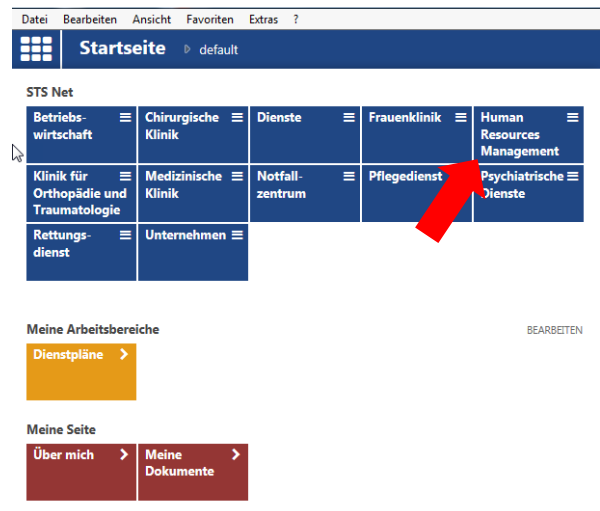 Datei Bearbeiten Ansicht Favoriten Extras ?
Startseite default
STS Net
Betriebs-
wirtschaft
Chirurgische
Klinik
Dienste
Frauenklinik
Human
Resources
Management
Klinik für
Orthopädie und
Traumatologie
Medizinische
Klinik
Notfall-
zentrum
Pflegedienst
Psychiatrische
Dienste
Rettungs-
dienst
Unternehmen
Meine Arbeitsbereiche BEARBEITEN
Dienstpläne
Meine Seite
Über mich
Meine
Dokumente